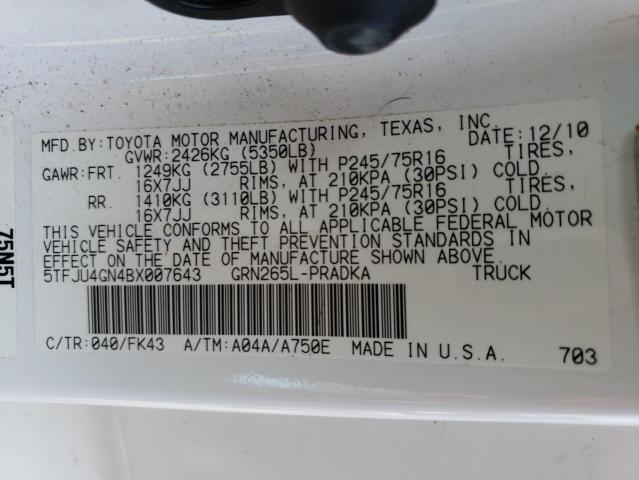 MFD.BY:TOYOTA MOTOR MANUFACTURING, TEXAS, INC. DATE:12/10
GVWR:2426KG (5350LB)
GAWR:FRT. 1249KG (2755LB) WITH P245/75R16 TIRES,
16X7JJ RIMS, AT 210KPA (30PSI) COLD.
RR. 1410KG (3110LB) WITH P245/75R16 TIRES,
16X7JJ RIMS, AT 210KPA (30PSI) COLD.
THIS VEHICLE CONFORMS TO ALL APPLICABLE FEDERAL MOTOR
VEHICLE SAFETY AND THEFT PREVENTION STANDARDS IN
EFFECT ON THE DATE OF MANUFACTURE SHOWN ABOVE.
5TFJU4GN4BX007643 GRN265L-PRADKA TRUCK
C/TR:040/FK43 A/TM:A04A/A750E MADE IN U.S.A. 703
75N5T